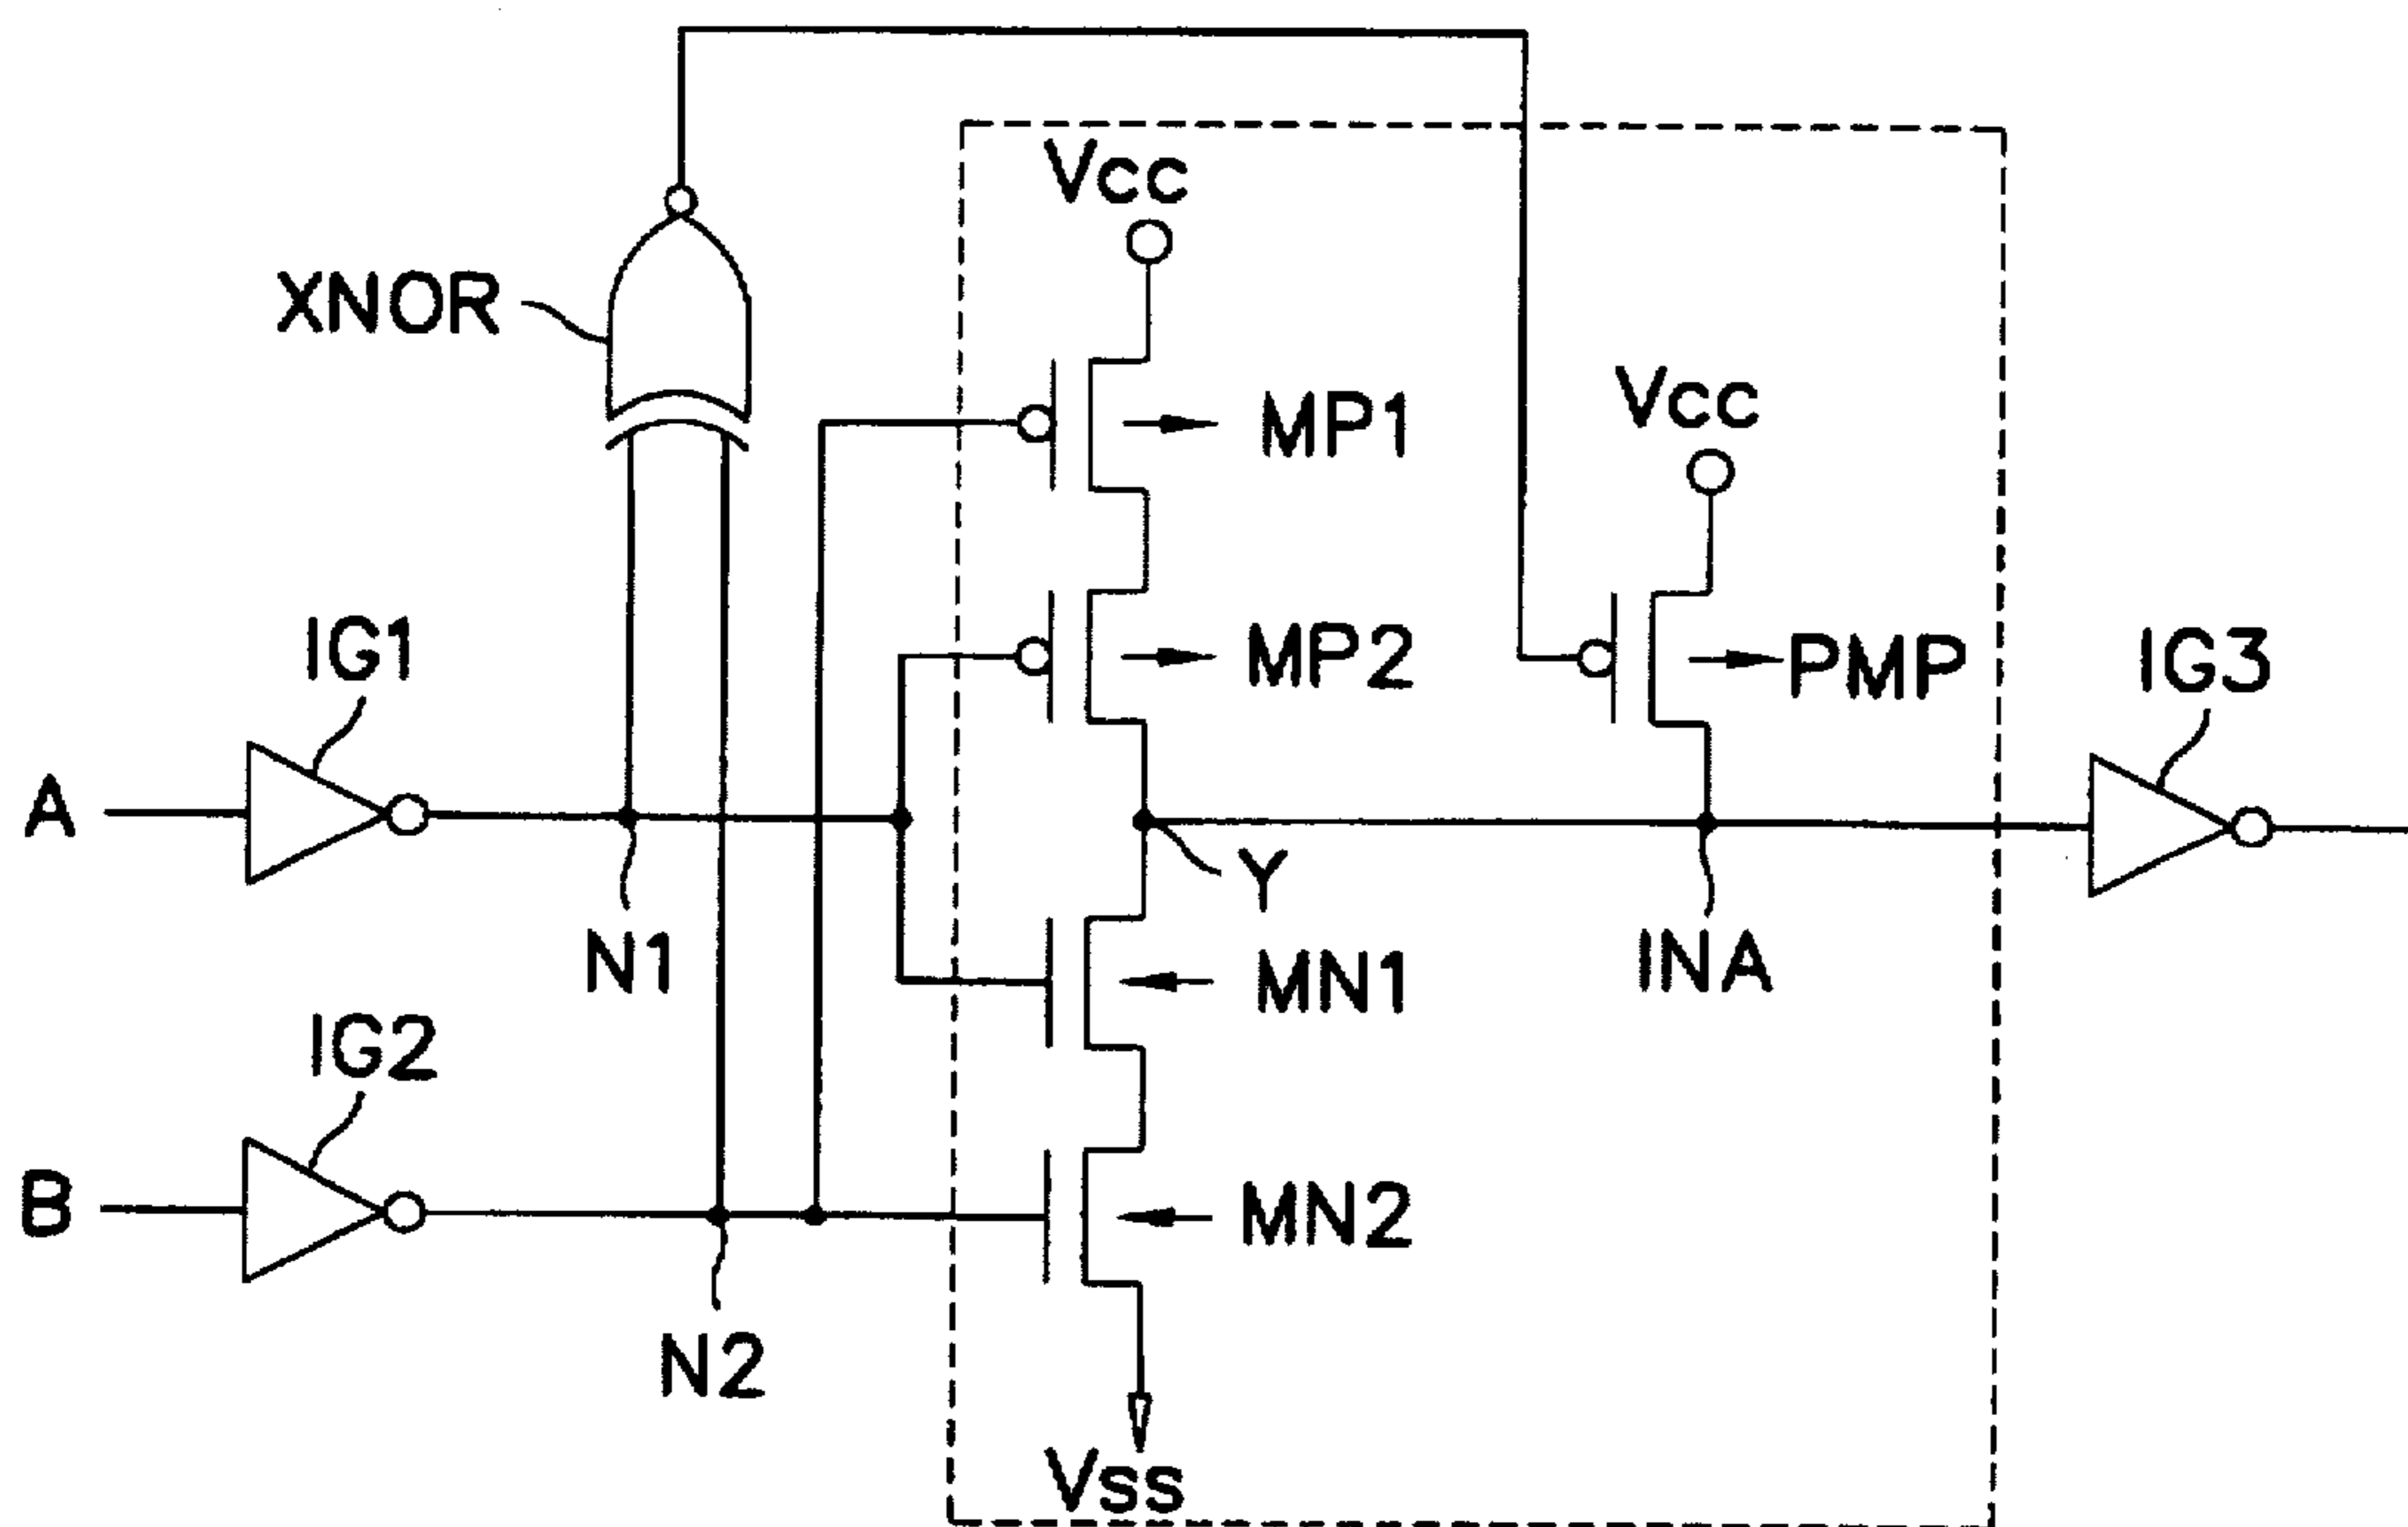 Vcc
XNOR
MP1
Vcc
IG1
MP2
PMP
IG3
A
Y
N1
MN1
INA
IG2
B
MN2
N2
Vss